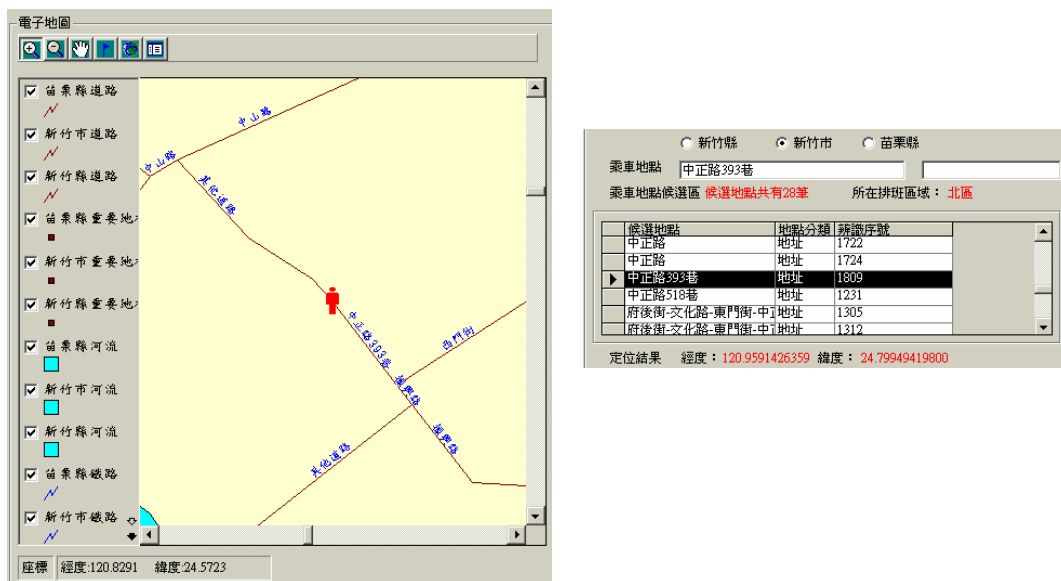 電子地圖
苗栗縣道路
新竹市道路
新竹縣道路
苗栗縣重要地
新竹市重要地
新竹縣重要地
苗栗縣河流
新竹市河流
新竹縣河流
苗栗縣鐵路
新竹市鐵路
中山路
中山路
其他道路
中正路393巷
西門街
振興路
振興路
其他道路
座標 經度:120.8291 緯度:24.5723
新竹縣 新竹市 苗栗縣
乘車地點 中正路393巷
乘車地點候選區 候選地點共有28筆 所在排班區域： 北區
候選地點 地點分類 辨識序號
中正路 地址 1722
中正路 地址 1724
中正路393巷 地址 1809
中正路518巷 地址 1231
府後街-文化路-東門街-中正 地址 1305
府後街-文化路-東門街-中正 地址 1312
定位結果 經度：120.9591426359 緯度：24.79949419800